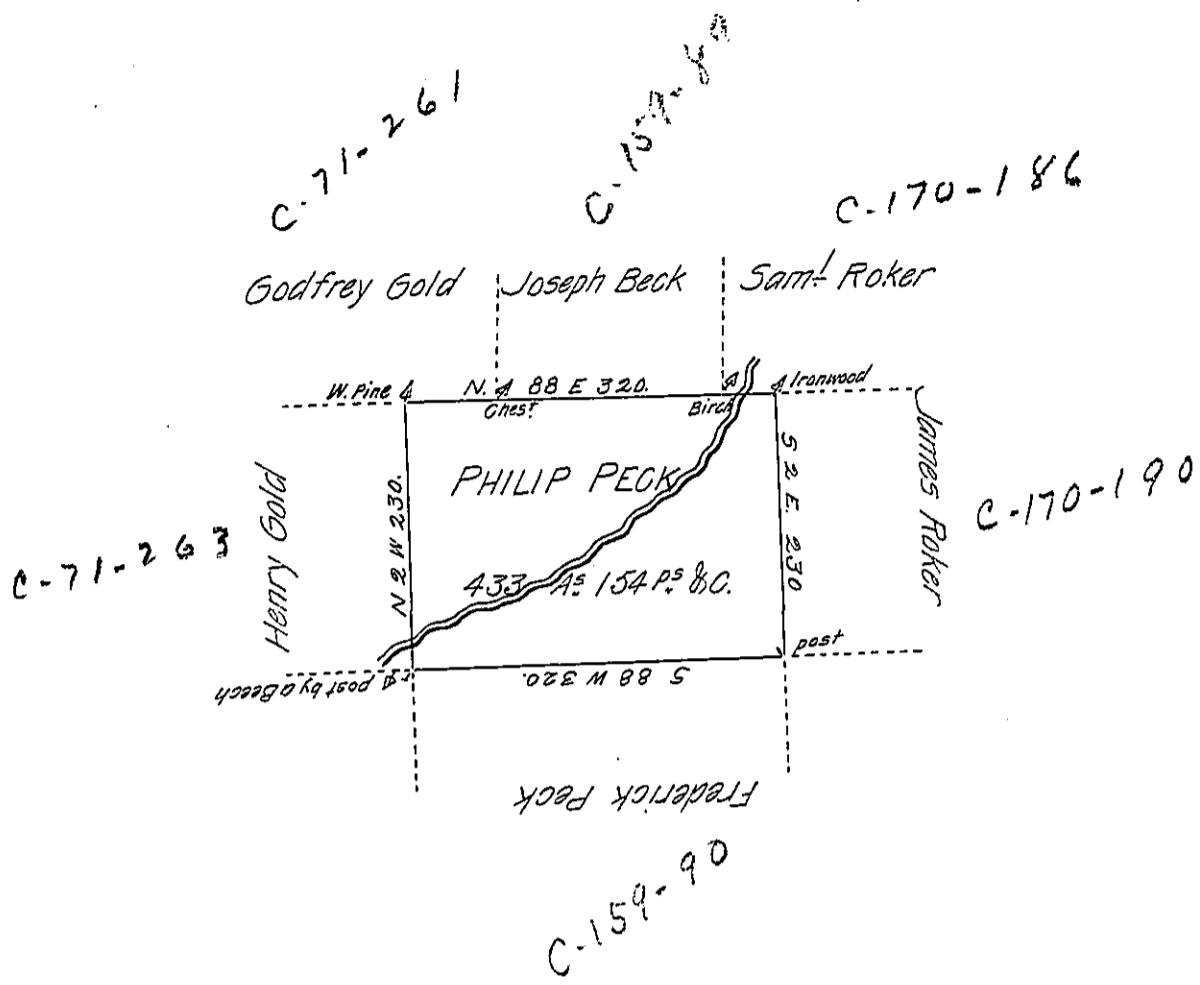 C-71-261
C-159-89
C-170-186
Godfrey Gold
Joseph Beck
Sam.l Roker
W. Pine
N. 88 E 320.
Ironwood
Chest
Birch
Henry Gold
N 2 W 230.
PHILIP PECK
S 2 E. 230
James Roker
C-71-263
C-170-190
433 As. 154 Ps. &C.
post
post by a Beech
S 88 W 320.
Frederick Peck
C-159-90